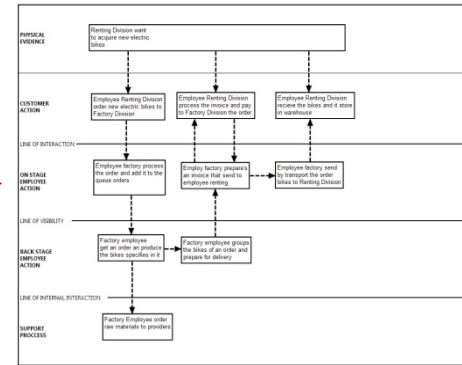 PHYSICAL
EVIDENCE
Renting Division want
to acquire new electric
bikes
CUSTOMER
ACTION
Employee Renting Division
order new electric bikes to
Factory Division
Employee Renting Division
process the invoice and pay
to Factory Division the order
Employee Renting Division
recieve the bikes and it store
in warehouse
LINE OF INTERACTION
ON STAGE
EMPLOYEE
ACTION
Employee factory process
the order and add it to the
queue orders
Employ factory prepare's
an invoice that send to
employee renting
Employee factory send
by transport the order
bikes to Renting Division
LINE OF VISIBILITY
BACK STAGE
EMPLOYEE
ACTION
Factory employee
get an order an produce
the bikes specifies in it
Factory employee groups
the bikes of an order and
prepare for delivery
LINE OF INTERNAL INTERACTION
SUPPORT
PROCCESS
Factory Employee order
raw materials to providers